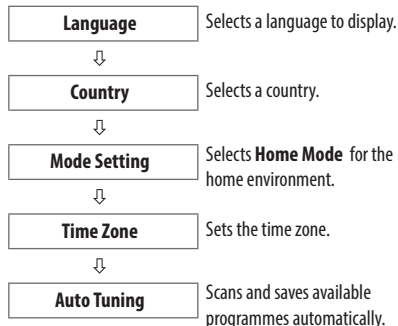 Language
Selects a language to display.
Country
Selects a country.
Mode Setting
Selects Home Mode for the
home environment.
Time Zone
Sets the time zone.
Auto Tuning
Scans and saves available
programmes automatically.